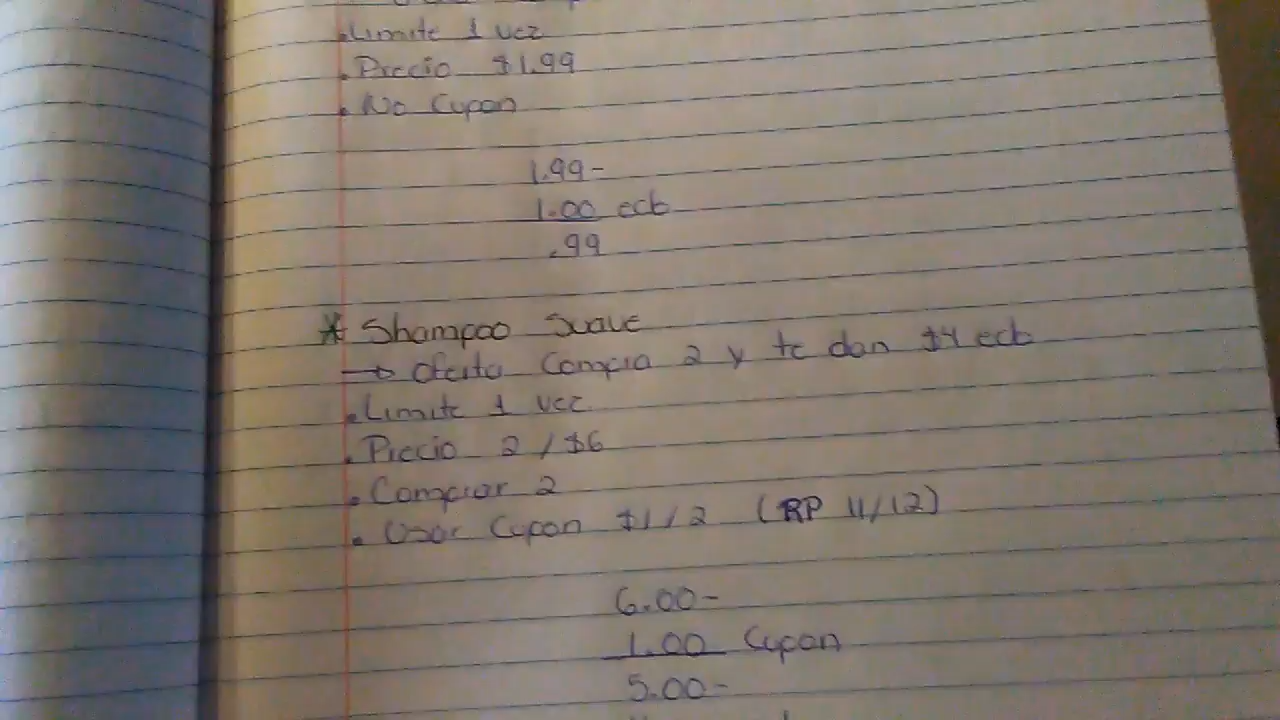 . Limite 1 vez
. Precio $1.99
. No Cupon
1.99-
1.00 ecb
.99
* Shampoo Suave
→ Oferta Compra 2 y te dan $4 ecb
. Limite 1 vez
. Precio 2/$6
. Comprar 2
. Usar Cupon $1/2 (RP 11/12)
6.00-
1.00 Cupon
5.00-